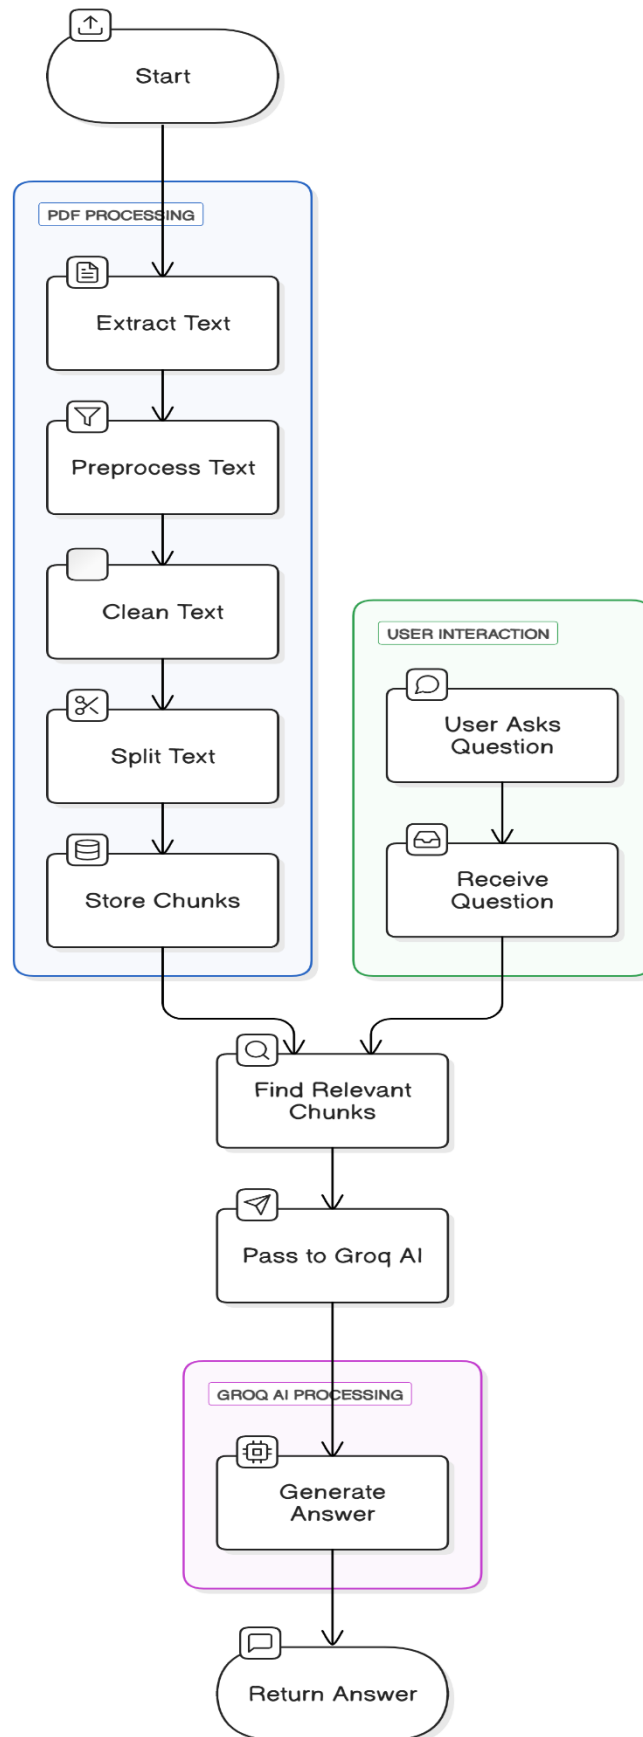 Start
PDF PROCESSING
Extract Text
Preprocess Text
Clean Text
Split Text
Store Chunks
USER INTERACTION
User Asks
Question
Receive
Question
Find Relevant
Chunks
Pass to Groq AI
GROQ AI PROCESSING
Generate
Answer
Return Answer